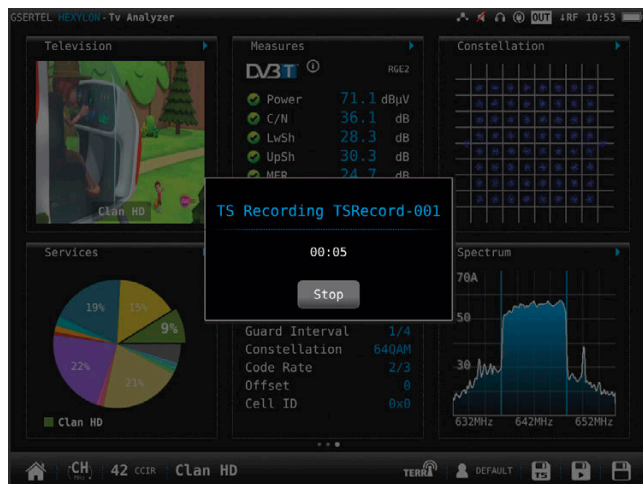 GSERTEL HEXYLON - Tv Analyzer
OUT ↓RF 10:53
Television
Clan HD
Measures
DVB T
RGE2
Power 71.1 dBµV
C/N 36.1 dB
LwSh 28.3 dB
UpSh 30.3 dB
MER 24.7 dB
Constellation
TS Recording TSRecord-001
00:05
Stop
Services
19%
15%
9%
22%
21%
Clan HD
Guard Interval 1/4
Constellation 64QAM
Code Rate 2/3
Offset 0
Cell ID 0x0
Spectrum
70A
50
30
632MHz 642MHz 652MHz
CH
MHz
42 CCIR Clan HD
TERR
DEFAULT
TS